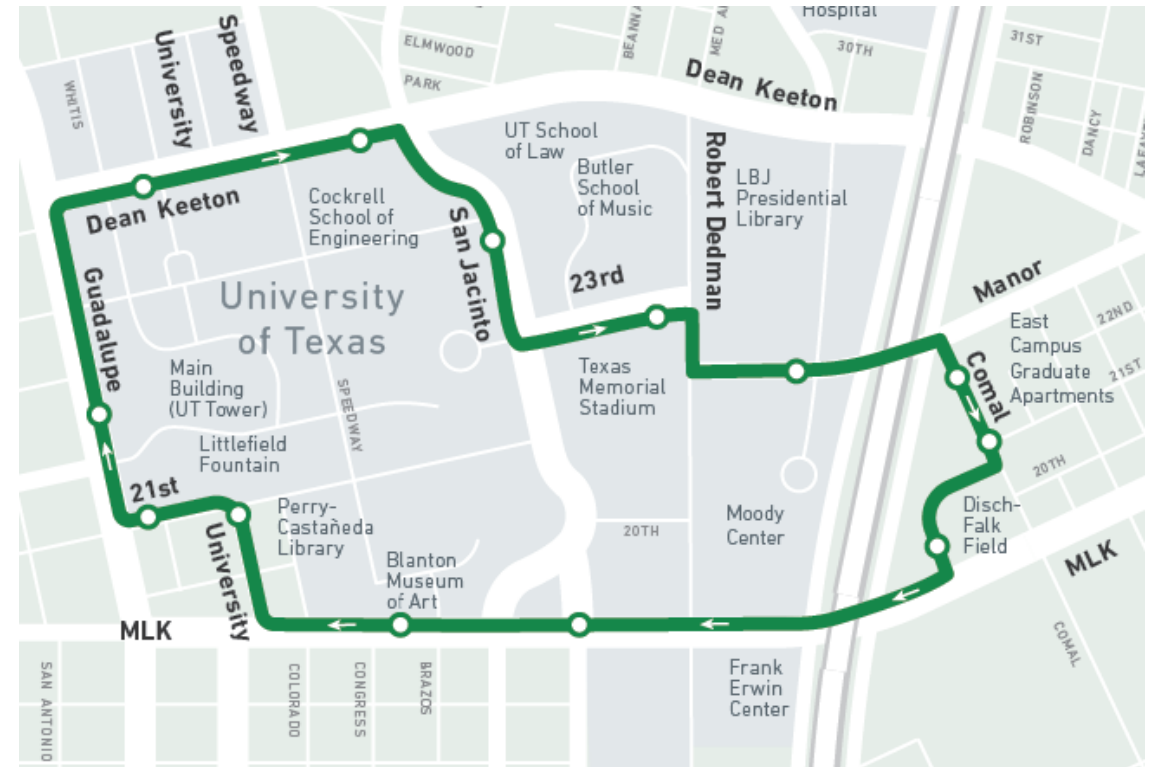 Hospital
Speedway
University
WHITIS
ELMWOOD
PARK
30TH
31ST
Dean Keeton
ROBINSON
DANCY
UT School
of Law
Butler
School
of Music
Robert Dedman
LBJ
Presidential
Library
Cockrell
School of
Engineering
Dean Keeton
San Jacinto
23rd
Manor
Guadalupe
University
of Texas
22ND
21ST
East
Campus
Graduate
Apartments
Comal
Main
Building
(UT Tower)
SPEEDWAY
Texas
Memorial
Stadium
Littlefield
Fountain
20TH
21st
Perry-
Castañeda
Library
University
20TH
Moody
Center
Disch-
Falk
Field
Blanton
Museum
of Art
MLK
MLK
COMAL
SAN ANTONIO
COLORADO
CONGRESS
BRAZOS
Frank
Erwin
Center